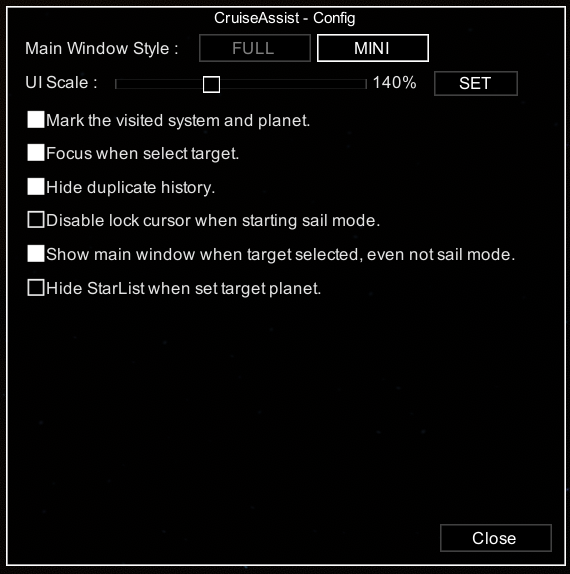 CruiseAssist - Config
Main Window Style : FULL MINI
UI Scale : 140% SET
Mark the visited system and planet.
Focus when select target.
Hide duplicate history.
Disable lock cursor when starting sail mode.
Show main window when target selected, even not sail mode.
Hide StarList when set target planet.
Close